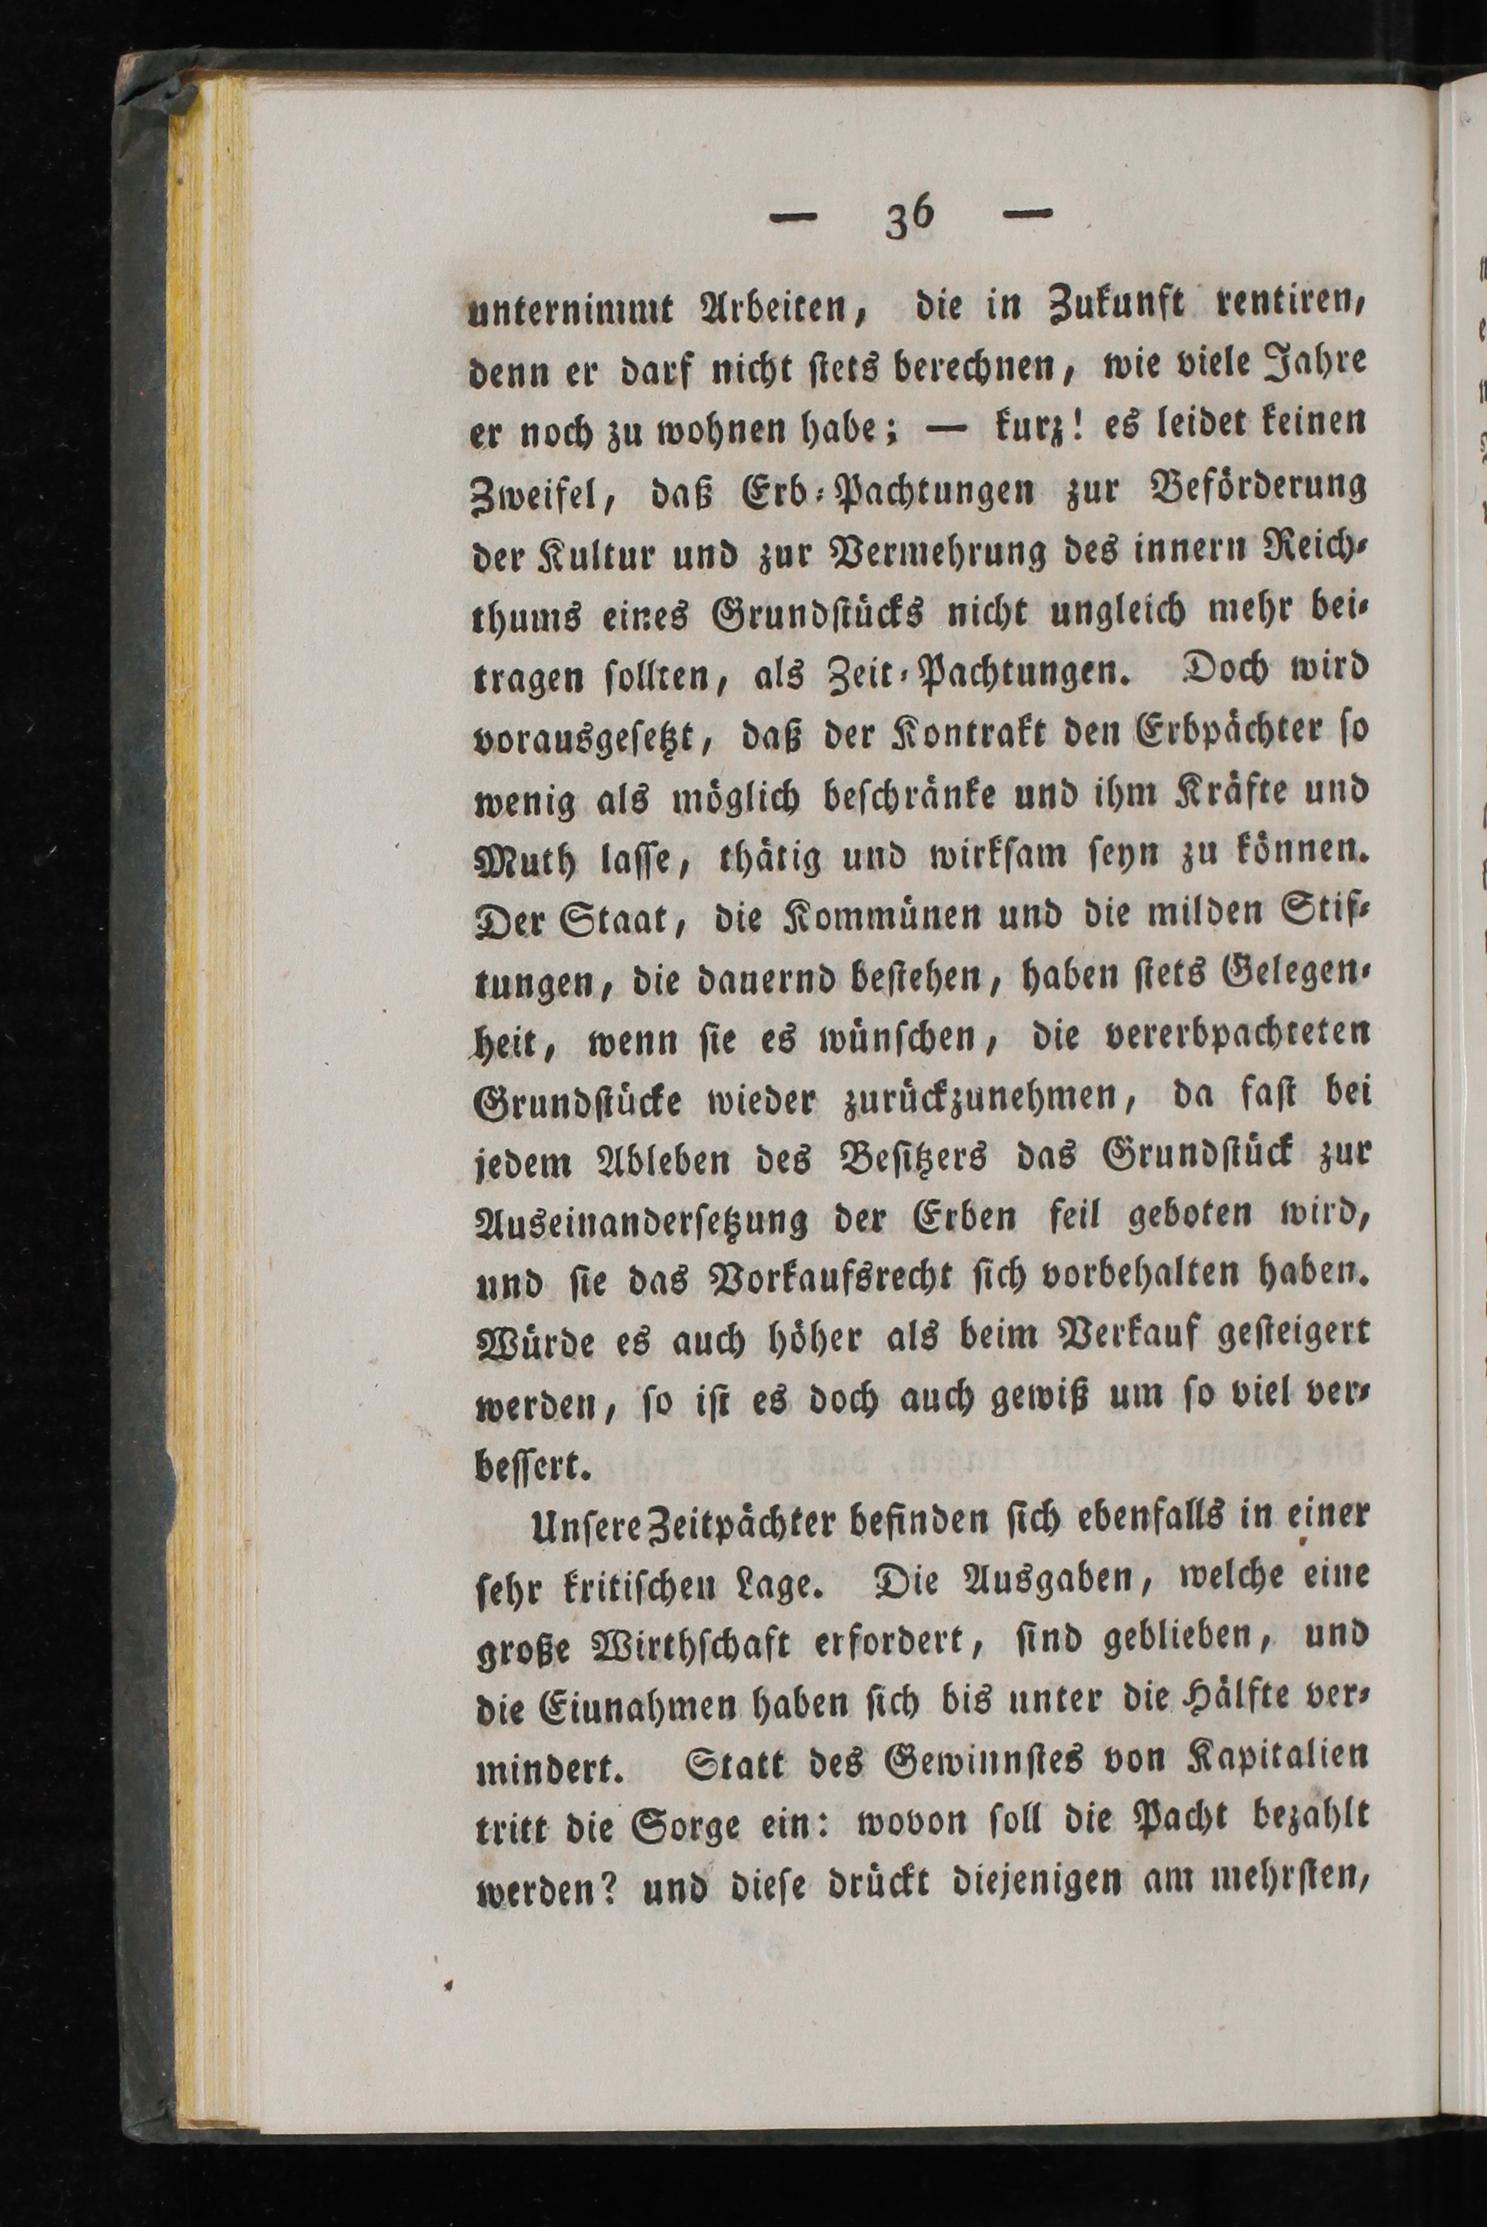 — 36 —
unternimmt Arbeiten, die in Zukunft rentiren,
denn er darf nicht ſtets berechnen, wie viele Jahre
er noch zu wohnen habe; — kurz! es leidet keinen
Zweifel, daß Erb⸗Pachtungen zur Beförderung
der Kultur und zur Vermehrung des innern Reich⸗
thums eines Grundſtücks nicht ungleich mehr bei⸗
tragen ſollten, als Zeit⸗Pachtungen. Doch wird
vorausgeſetzt, daß der Kontrakt den Erbpächter ſo
wenig als möglich beſchränke und ihm Kräfte und
Muth laſſe, thätig und wirkſam ſeyn zu können.
Der Staat, die Kommünen und die milden Stif⸗
tungen, die dauernd beſtehen, haben ſtets Gelegen⸗
heit, wenn ſie es wünſchen, die vererbpachteten
Grundſtücke wieder zurückzunehmen, da faſt bei
jedem Ableben des Beſitzers das Grundſtück zur
Auseinanderſetzung der Erben feil geboten wird,
und ſie das Vorkaufsrecht ſich vorbehalten haben.
Würde es auch höher als beim Verkauf geſteigert
werden, ſo iſt es doch auch gewiß um ſo viel ver⸗
beſſert.
Unſere Zeitpächter befinden ſich ebenfalls in einer
ſehr kritiſchen Lage. Die Ausgaben, welche eine
große Wirthſchaft erfordert, ſind geblieben, und
die Eiunahmen haben ſich bis unter die Hälfte ver⸗
mindert. Statt des Gewinnſtes von Kapitalien
tritt die Sorge ein: wovon ſoll die Pacht bezahlt
werden? und dieſe drückt diejenigen am mehrſten,